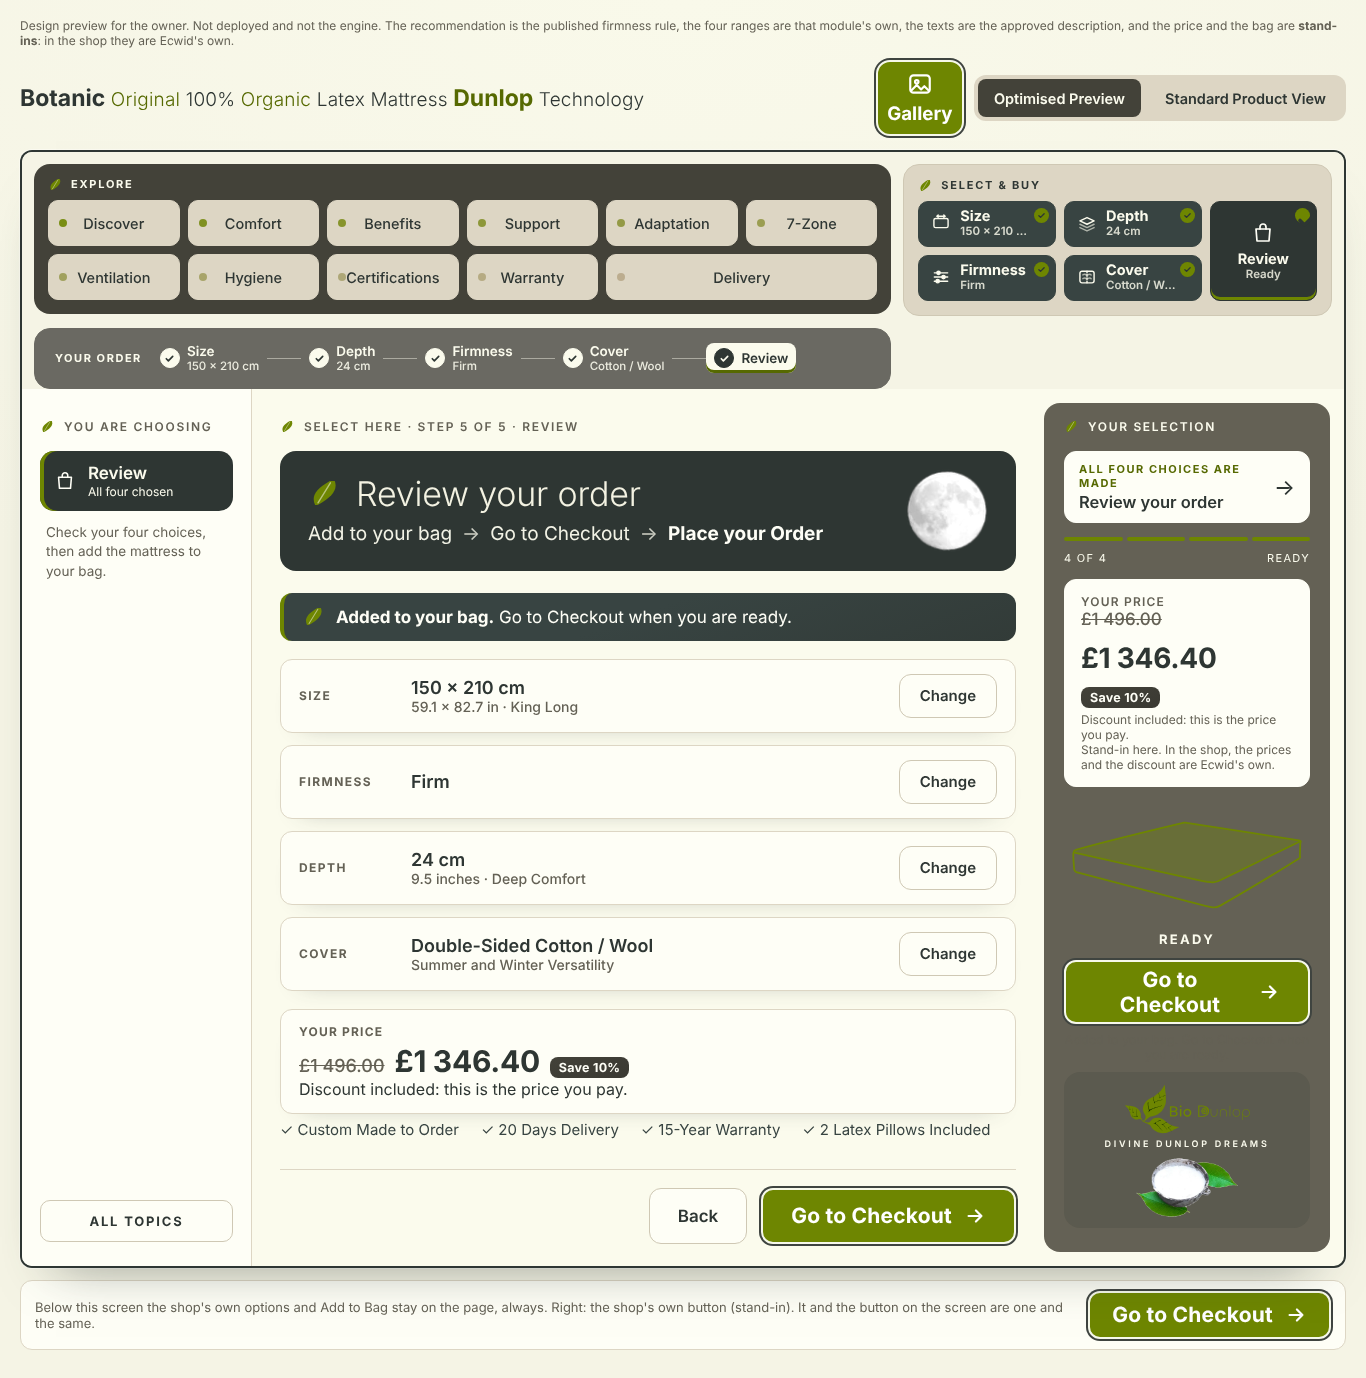 Design preview for the owner. Not deployed and not the engine. The recommendation is the published firmness rule, the four ranges are that module's own, the texts are the approved description, and the price and the bag are stand-
ins: in the shop they are Ecwid's own.
Botanic Original 100% Organic Latex Mattress Dunlop Technology
Gallery
Optimised Preview
Standard Product View
EXPLORE
Discover
Comfort
Benefits
Support
Adaptation
7-Zone
Ventilation
Hygiene
Certifications
Warranty
Delivery
SELECT & BUY
Size
150 × 210 ...
Depth
24 cm
Firmness
Firm
Cover
Cotton / W...
Review
Ready
YOUR ORDER
Size
150 × 210 cm
Depth
24 cm
Firmness
Firm
Cover
Cotton / Wool
Review
YOU ARE CHOOSING
Review
All four chosen
Check your four choices,
then add the mattress to
your bag.
ALL TOPICS
SELECT HERE · STEP 5 OF 5 · REVIEW
Review your order
Add to your bag → Go to Checkout → Place your Order
Added to your bag. Go to Checkout when you are ready.
SIZE
150 × 210 cm
59.1 × 82.7 in · King Long
Change
FIRMNESS
Firm
Change
DEPTH
24 cm
9.5 inches · Deep Comfort
Change
COVER
Double-Sided Cotton / Wool
Summer and Winter Versatility
Change
YOUR PRICE
£1 496.00 £1 346.40 Save 10%
Discount included: this is the price you pay.
✓ Custom Made to Order ✓ 20 Days Delivery ✓ 15-Year Warranty ✓ 2 Latex Pillows Included
Back
Go to Checkout →
YOUR SELECTION
ALL FOUR CHOICES ARE
MADE
Review your order →
4 OF 4
READY
YOUR PRICE
£1 496.00
£1 346.40
Save 10%
Discount included: this is the price
you pay.
Stand-in here. In the shop, the prices
and the discount are Ecwid's own.
READY
Go to
Checkout →
Bio Dunlop
DIVINE DUNLOP DREAMS
Below this screen the shop's own options and Add to Bag stay on the page, always. Right: the shop's own button (stand-in). It and the button on the screen are one and
the same.
Go to Checkout →